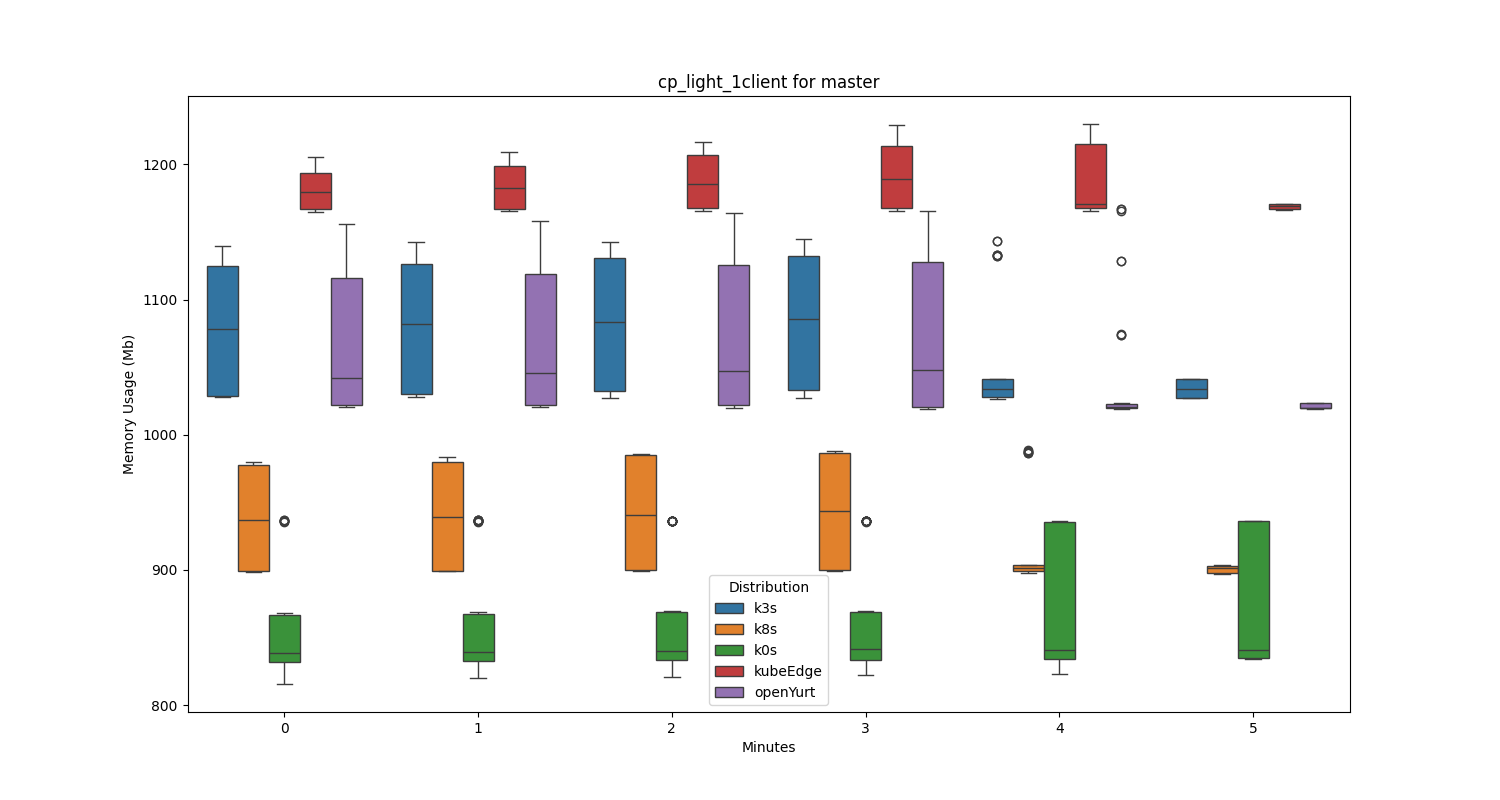 cp_light_1client for master
Memory Usage (Mb)
1200
1100
1000
900
800
Distribution
k3s
k8s
k0s
kubeEdge
openYurt
0 1 2 3 4 5
Minutes